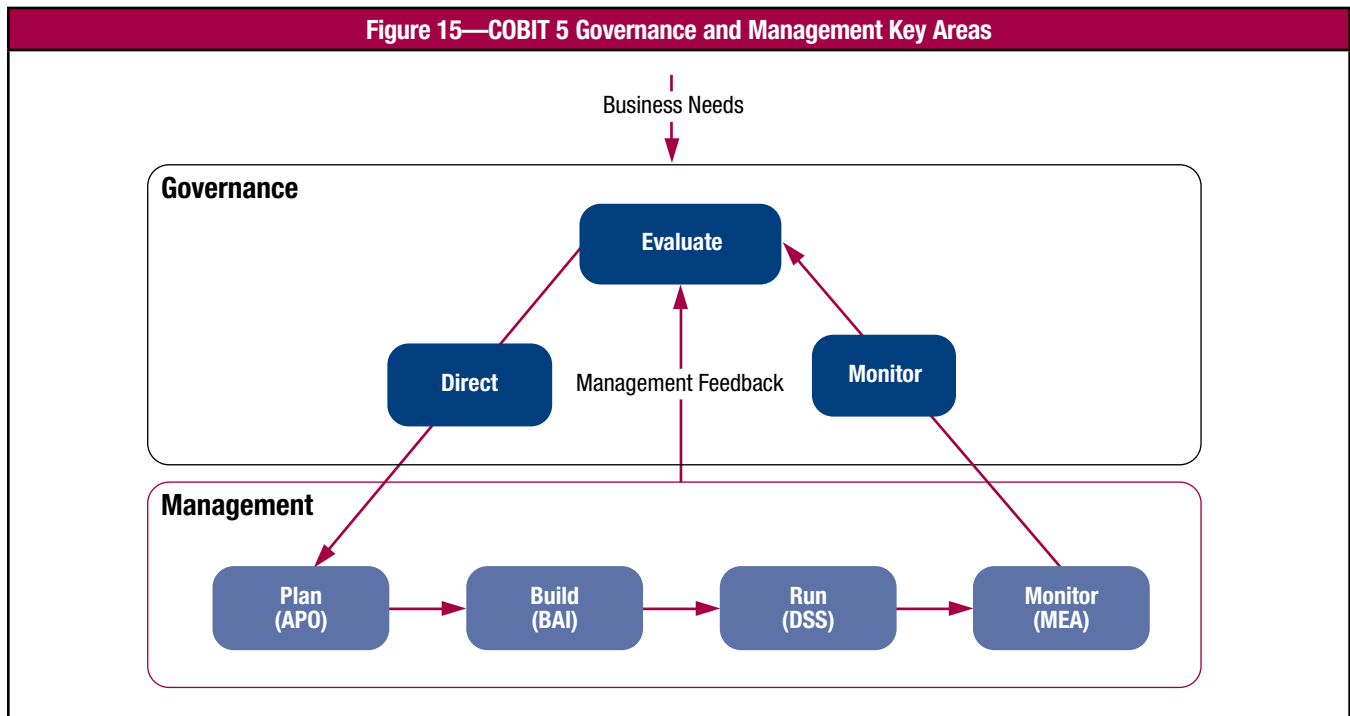 Figure 15—COBIT 5 Governance and Management Key Areas
Business Needs
Governance
Evaluate
Direct
Management Feedback
Monitor
Management
Plan
(APO)
Build
(BAI)
Run
(DSS)
Monitor
(MEA)